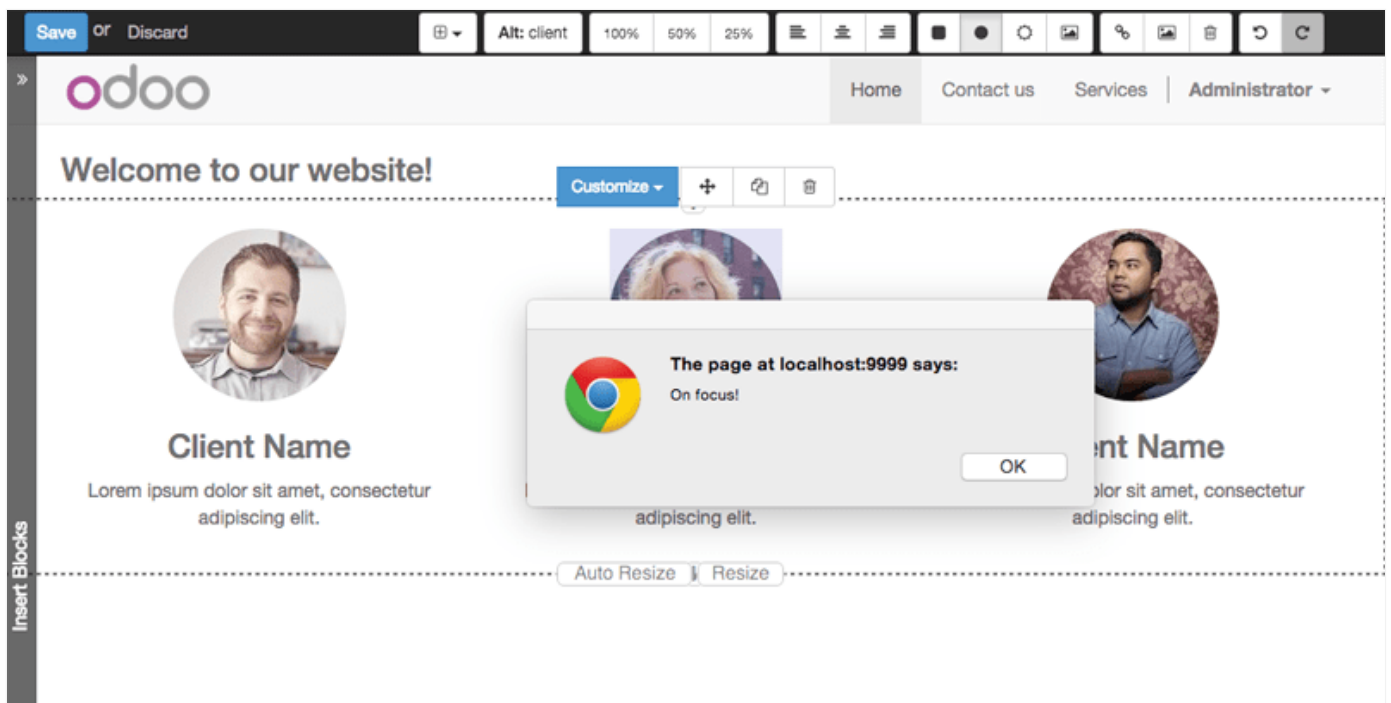 Save or Discard Alt: client 100% 50% 25%
odoo Home Contact us Services Administrator
Welcome to our website!
Customize
The page at localhost:9999 says:
On focus!
OK
Client Name
ent Name
Lorem ipsum dolor sit amet, consectetur
adipiscing elit.
adipiscing elit.
olor sit amet, consectetur
adipiscing elit.
Auto Resize Resize
Insert Blocks